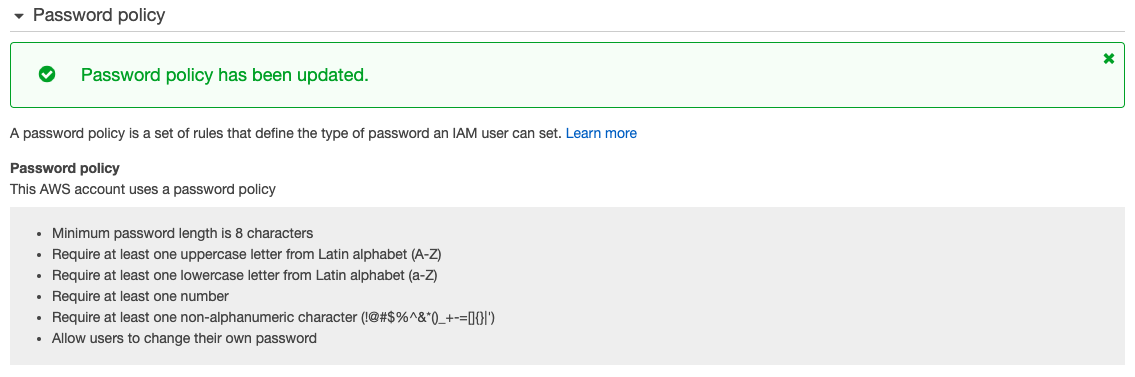 Password policy
Password policy has been updated.
A password policy is a set of rules that define the type of password an IAM user can set. Learn more
Password policy
This AWS account uses a password policy
• Minimum password length is 8 characters
• Require at least one uppercase letter from Latin alphabet (A-Z)
• Require at least one lowercase letter from Latin alphabet (a-Z)
• Require at least one number
• Require at least one non-alphanumeric character (!@#$%^&*()_+-=[]{}|')
• Allow users to change their own password